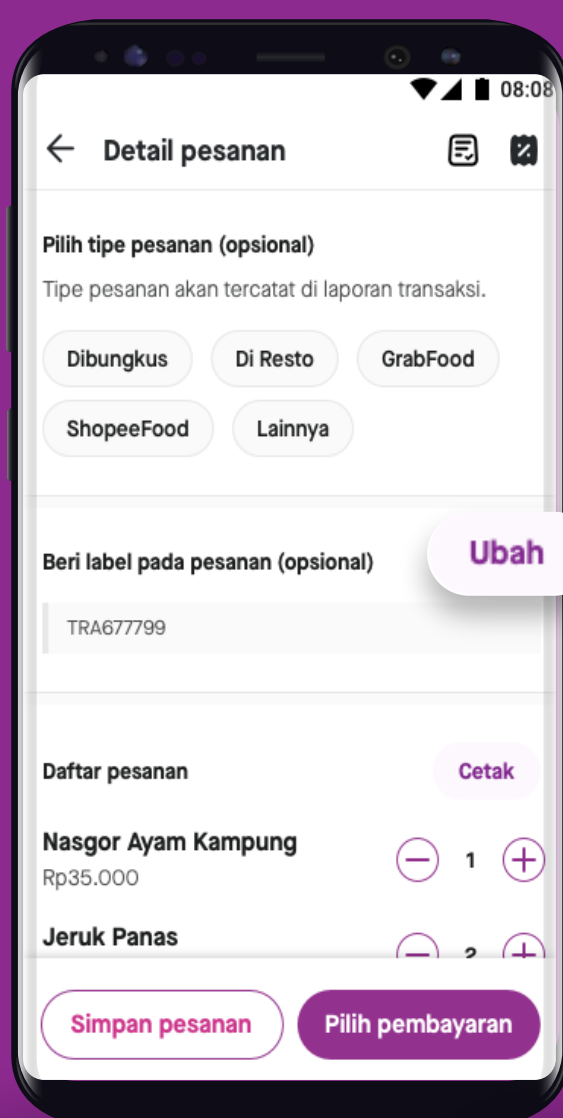 08:08
Detail pesanan
Pilih tipe pesanan (opsional)
Tipe pesanan akan tercatat di laporan transaksi.
Dibungkus Di Resto GrabFood
ShopeeFood Lainnya
Ubah
Beri label pada pesanan (opsional)
TRA677799
Daftar pesanan Cetak
Nasgor Ayam Kampung
Rp35.000 1
Jeruk Panas 2
Simpan pesanan Pilih pembayaran